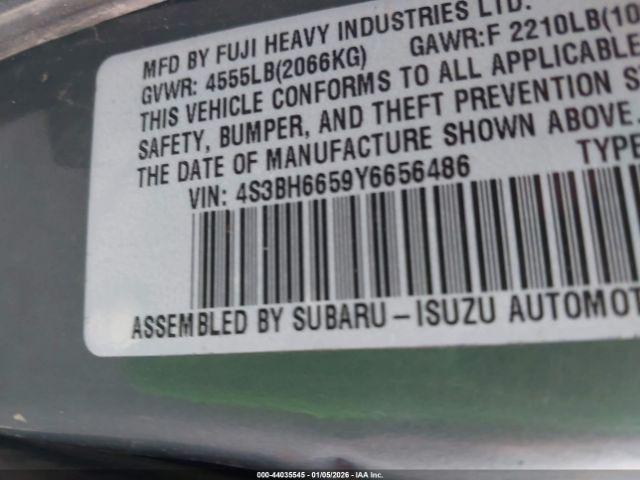 MFD BY FUJI HEAVY INDUSTRIES LTD.
GVWR: 4555LB(2066KG) GAWR:F 2210LB(10
THIS VEHICLE CONFORMS TO ALL APPLICABLE
SAFETY, BUMPER, AND THEFT PREVENTION S
THE DATE OF MANUFACTURE SHOWN ABOVE.
VIN: 4S3BH6659Y6656486 TYPE
ASSEMBLED BY SUBARU-ISUZU AUTOMOT
000-44035545 - 01/05/2026 - IAA Inc.